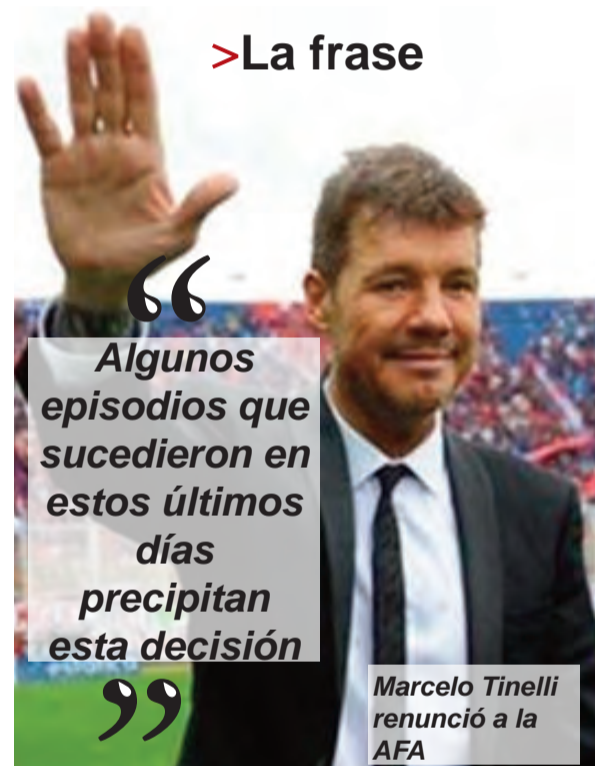 >La frase
“
Algunos
episodios que
sucedieron en
estos últimos
días
precipitan
esta decisión
”
Marcelo Tinelli
renunció a la
AFA